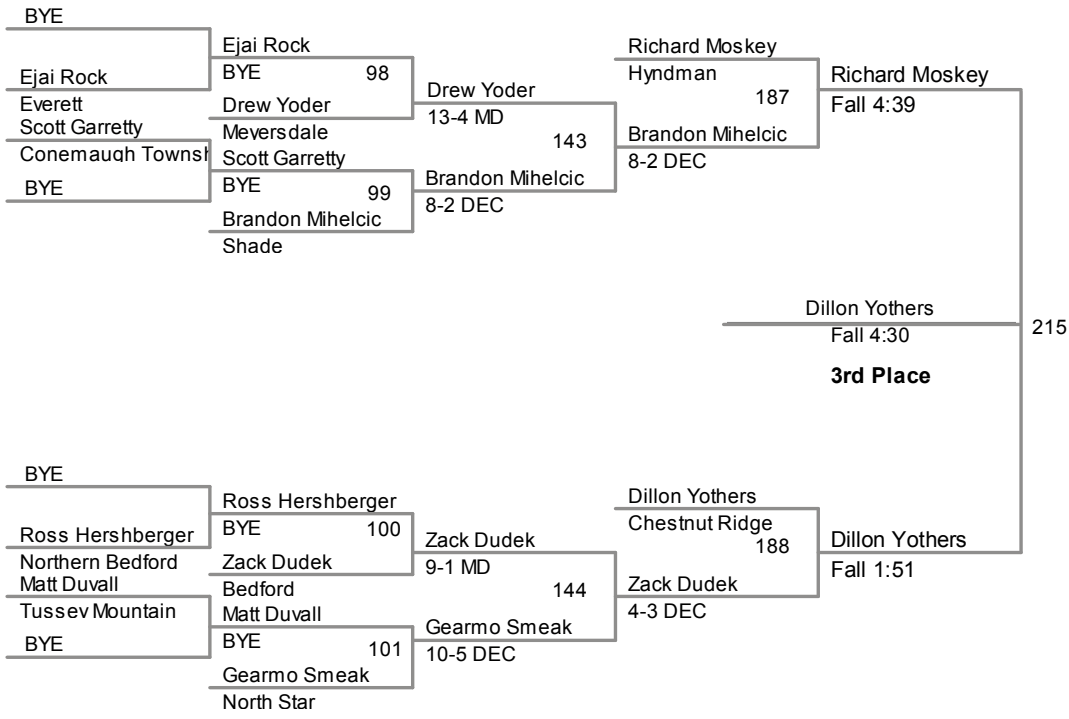 BYE
Ejai Rock
Everett
Scott Garretty
Conemaugh Townsh
BYE
Ejai Rock
BYE
98
Drew Yoder
Meyersdale
Scott Garretty
BYE
99
Brandon Mihelcic
Shade
Drew Yoder
13-4 MD
143
Brandon Mihelcic
8-2 DEC
Richard Moskey
Hyndman
187
Brandon Mihelcic
8-2 DEC
Richard Moskey
Fall 4:39
Dillon Yothers
Fall 4:30
3rd Place
215
BYE
Ross Hershberger
Northern Bedford
Matt Duvall
Tussey Mountain
BYE
Ross Hershberger
BYE
100
Zack Dudek
Bedford
Matt Duvall
BYE
101
Gearmo Smeak
North Star
Zack Dudek
9-1 MD
144
Gearmo Smeak
10-5 DEC
Dillon Yothers
Chestnut Ridge
188
Zack Dudek
4-3 DEC
Dillon Yothers
Fall 1:51